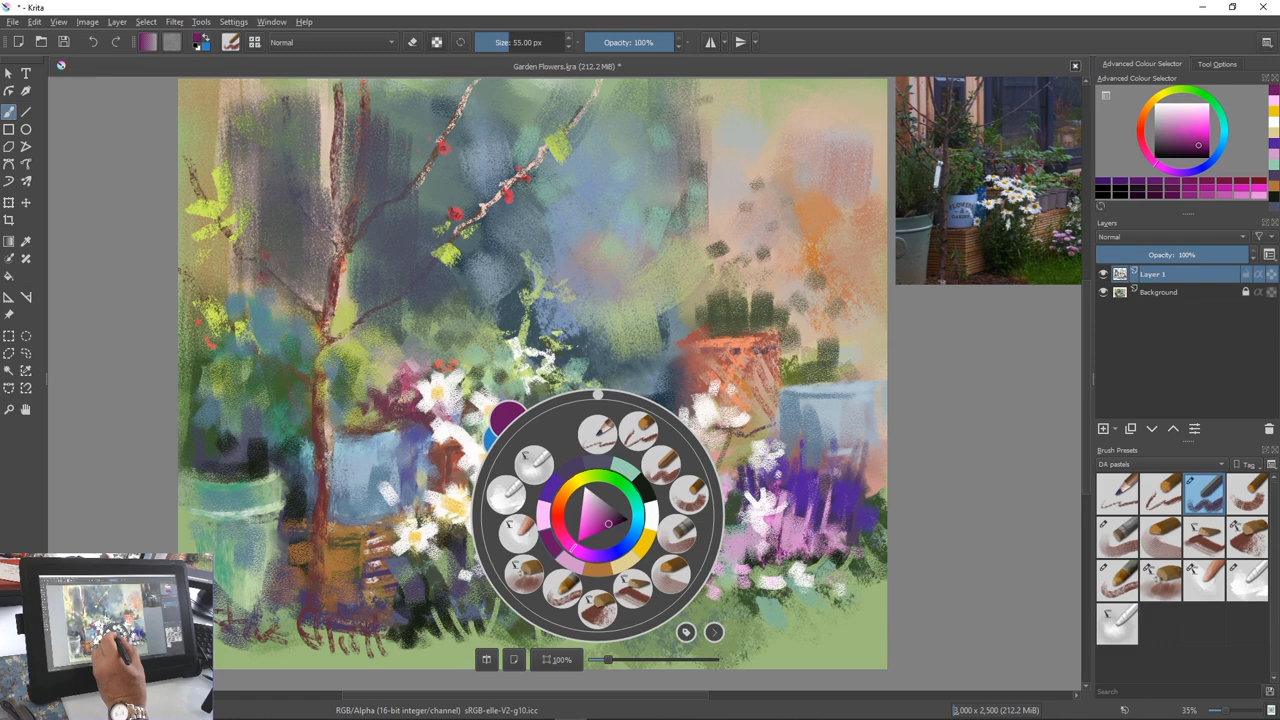 * - Krita
File Edit View Image Layer Select Filter Tools Settings Window Help
Normal
Size: 55.00 px
Opacity: 100%
Garden Flowers.kra (212.2 MiB) *
Advanced Colour Selector
Tool Options
Advanced Colour Selector
Layers
Normal
Opacity: 100%
Layer 1
Background
Brush Presets
DA pastels
Tag
100%
Search
RGB/Alpha (16-bit integer/channel) sRGB-elle-V2-g10.icc
3,000 x 2,500 (212.2 MiB)
35%